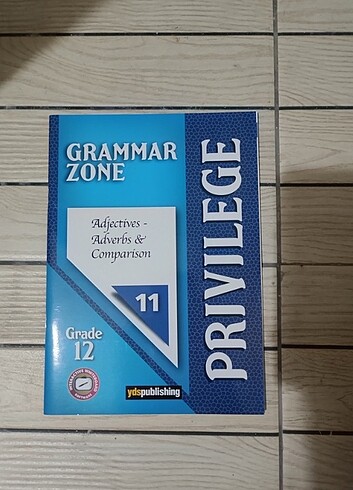 GRAMMAR
ZONE
Adjectives -
Adverbs &
Comparison
11
Grade
12
PRIVILEGE
ydspublishing